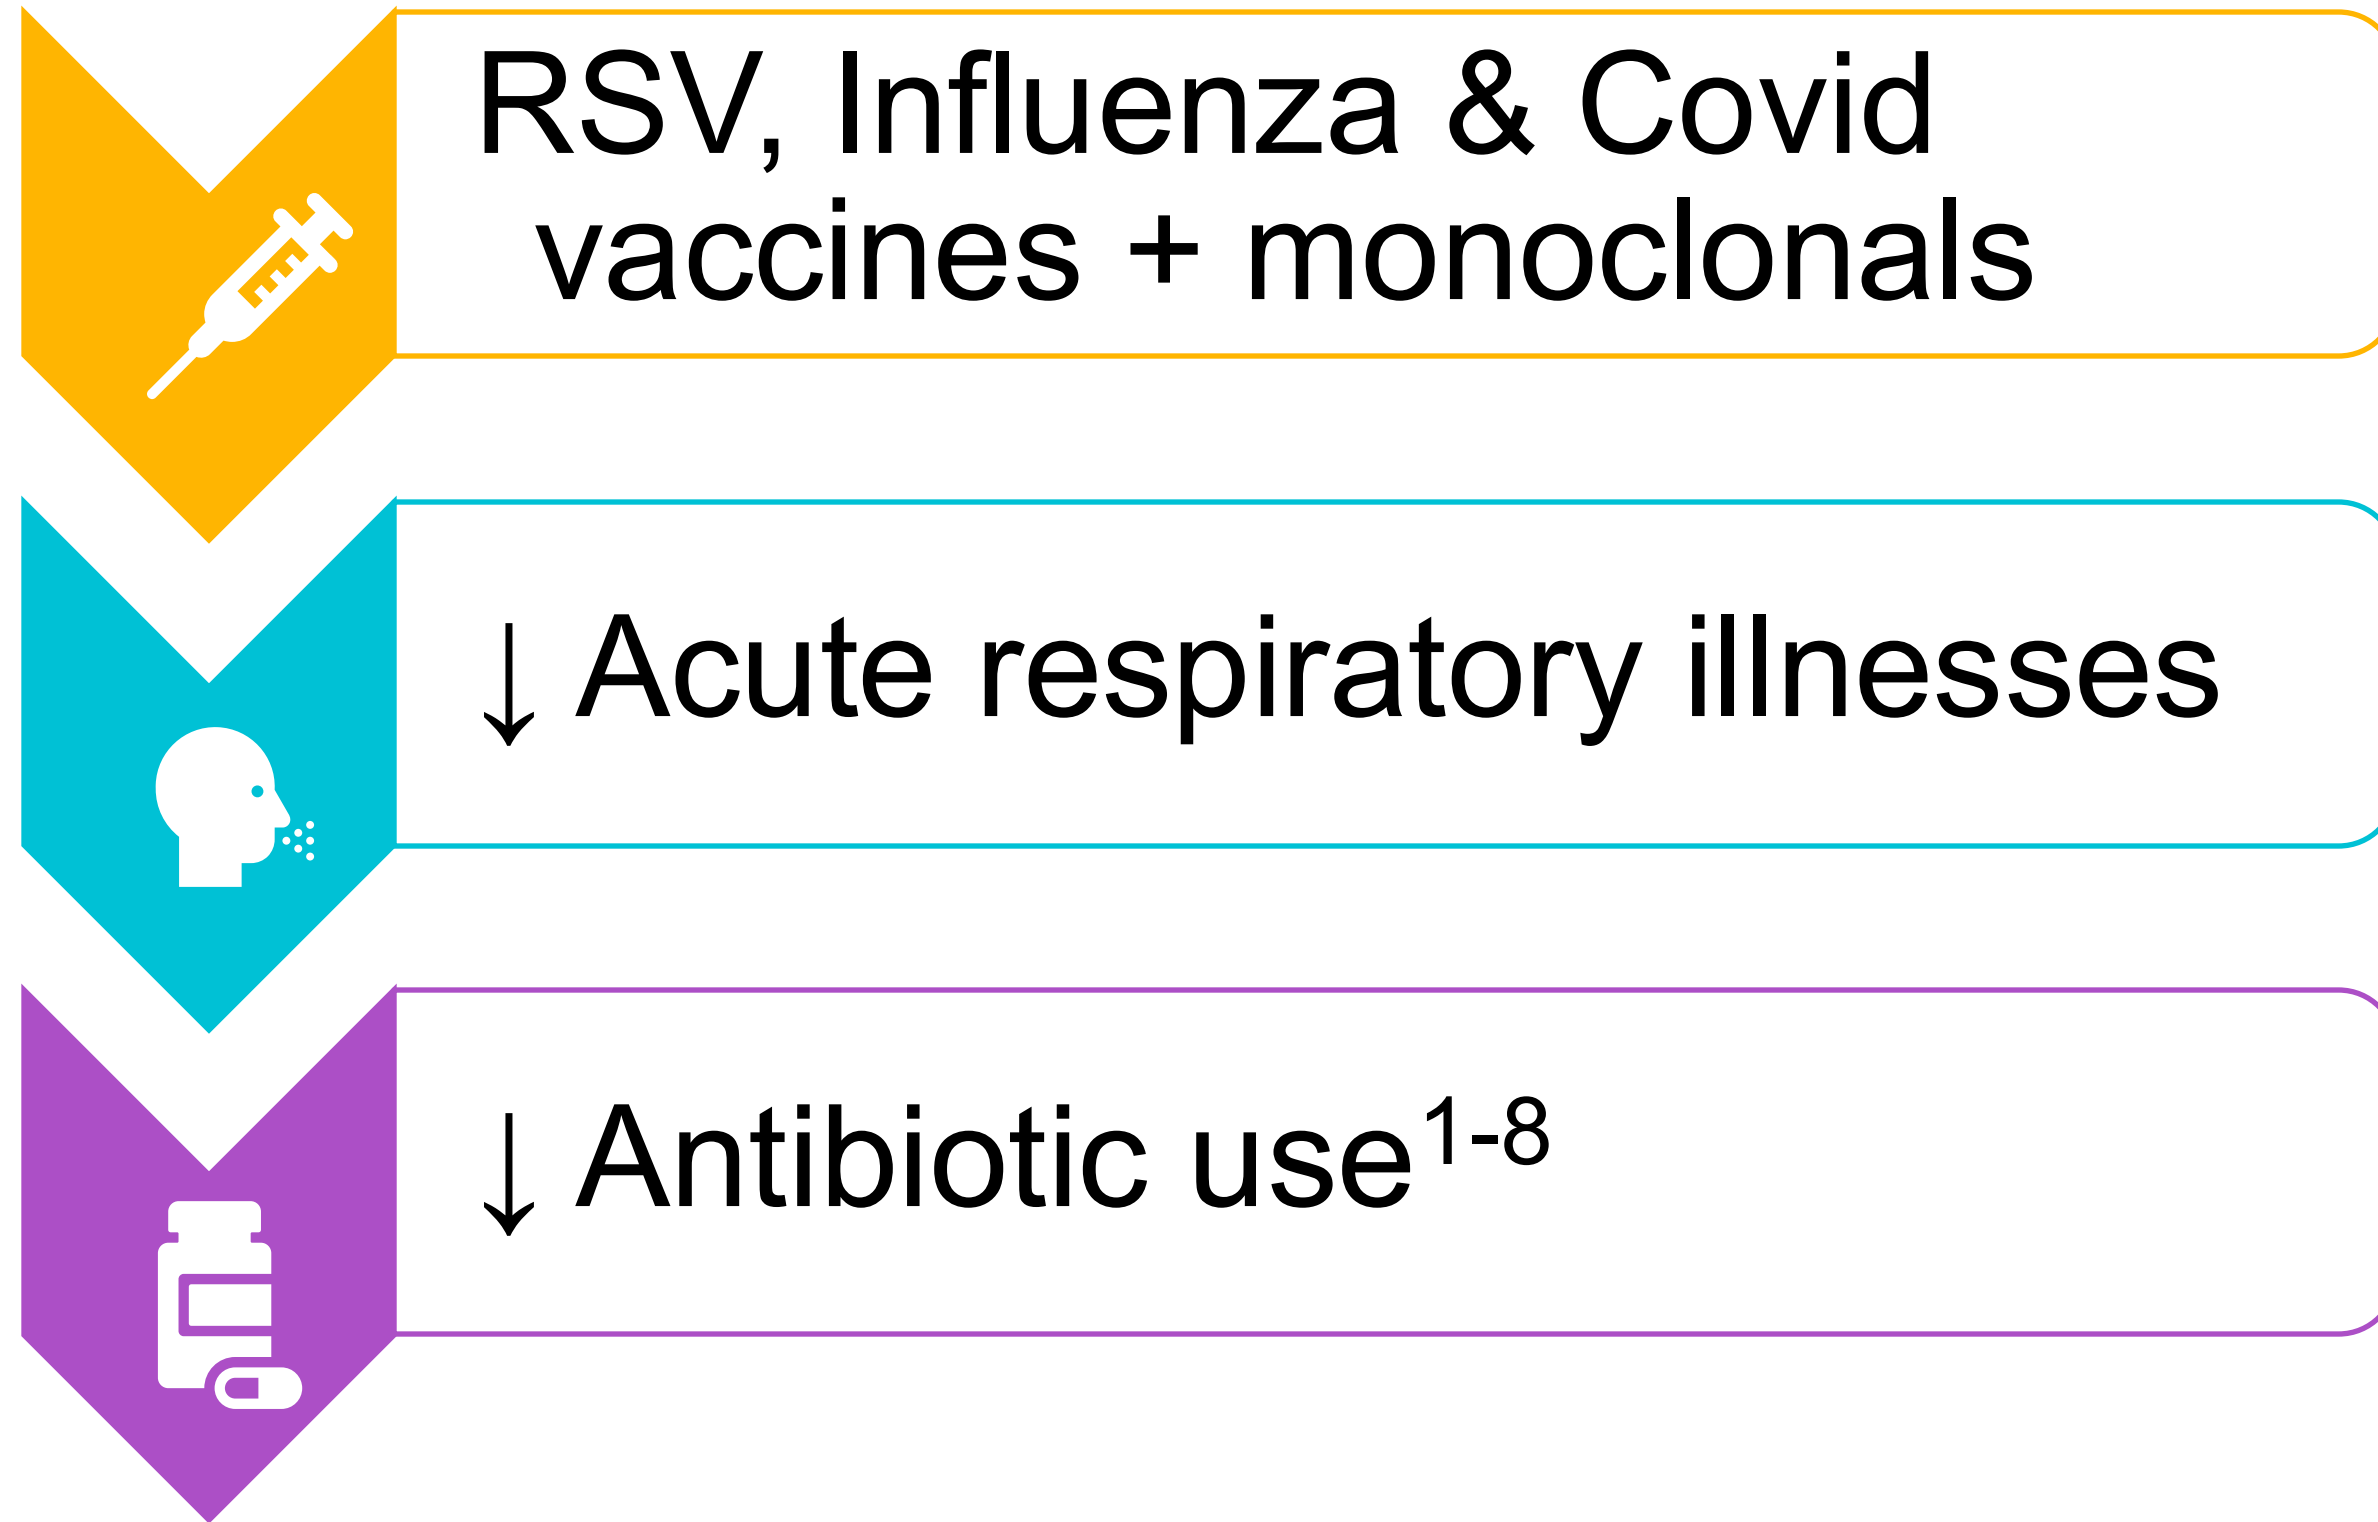 RSV, Influenza & Covid
vaccines + monoclonals
↓ Acute respiratory illnesses
↓ Antibiotic use1-8